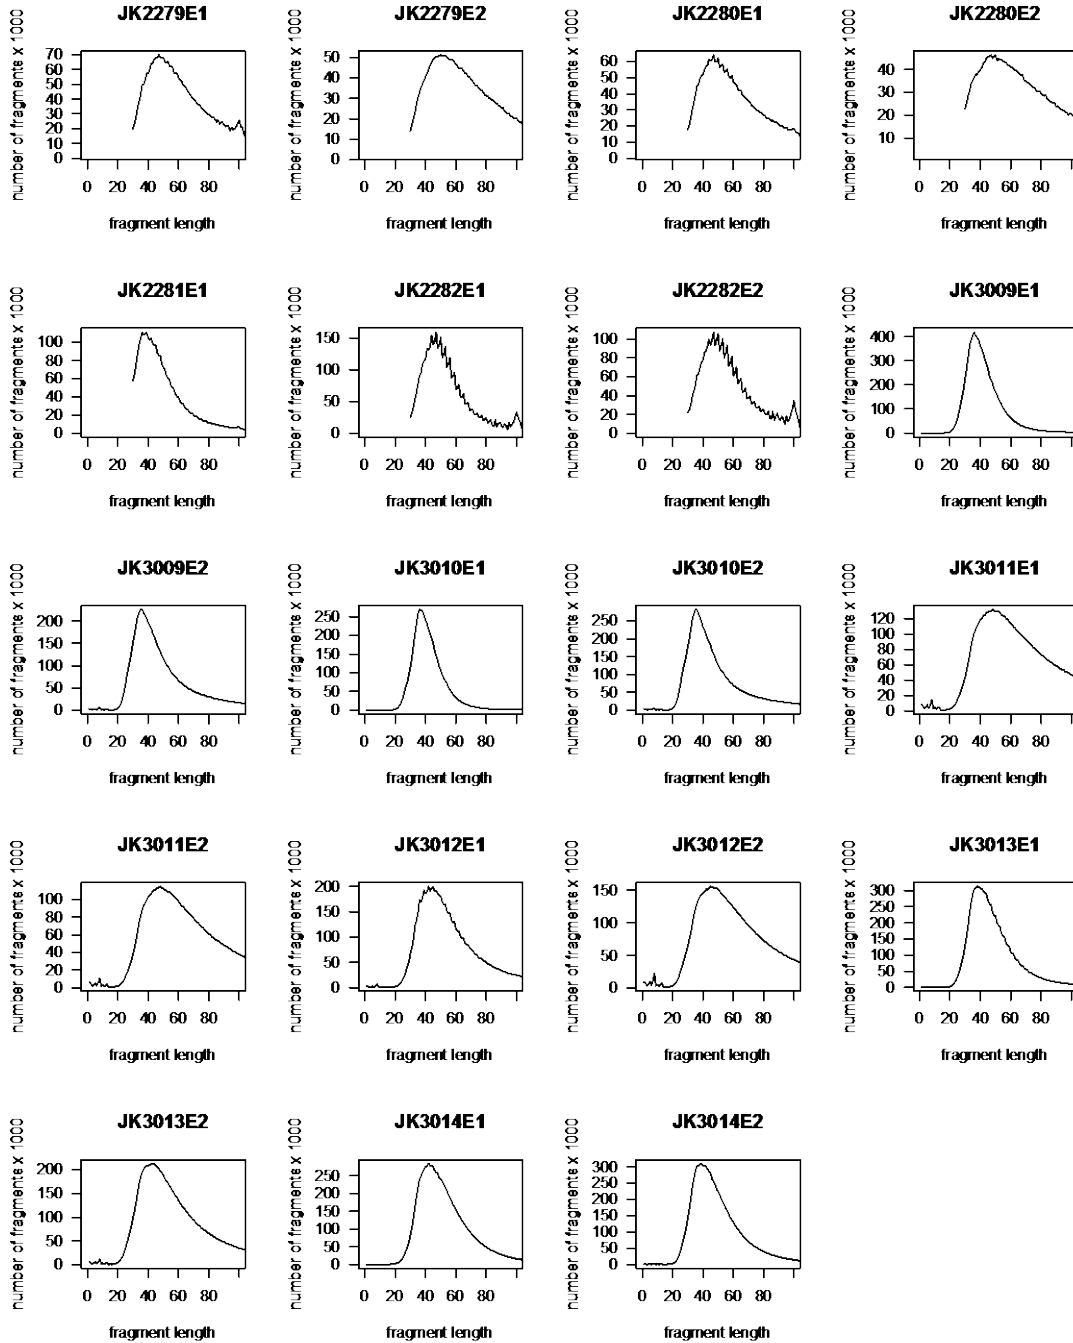 JK2279E1 JK2279E2 JK2280E1 JK2280E2
number of fragments x 1000 number of fragments x 1000 number of fragments x 1000 number of fragments x 1000
70 60 50 40 30 20 10 0
50 40 30 20 10 0
60 50 40 30 20 10 0
40 30 20 10
0 20 40 60 80 0 20 40 60 80 0 20 40 60 80 0 20 40 60 80
fragment length fragment length fragment length fragment length
JK2281E1 JK2282E1 JK2282E2 JK3009E1
number of fragments x 1000 number of fragments x 1000 number of fragments x 1000 number of fragments x 1000
100 80 60 40 20 0
150 100 50 0
100 80 60 40 20 0
400 300 200 100 0
0 20 40 60 80 0 20 40 60 80 0 20 40 60 80 0 20 40 60 80
fragment length fragment length fragment length fragment length
JK3009E2 JK3010E1 JK3010E2 JK3011E1
number of fragments x 1000 number of fragments x 1000 number of fragments x 1000 number of fragments x 1000
200 150 100 50 0
250 200 150 100 50 0
250 200 150 100 50 0
120 100 80 60 40 20 0
0 20 40 60 80 0 20 40 60 80 0 20 40 60 80 0 20 40 60 80
fragment length fragment length fragment length fragment length
JK3011E2 JK3012E1 JK3012E2 JK3013E1
number of fragments x 1000 number of fragments x 1000 number of fragments x 1000 number of fragments x 1000
100 80 60 40 20 0
200 150 100 50 0
150 100 50 0
300 250 200 150 100 50 0
0 20 40 60 80 0 20 40 60 80 0 20 40 60 80 0 20 40 60 80
fragment length fragment length fragment length fragment length
JK3013E2 JK3014E1 JK3014E2
number of fragments x 1000 number of fragments x 1000 number of fragments x 1000
200 150 100 50 0
250 200 150 100 50 0
300 250 200 150 100 50 0
0 20 40 60 80 0 20 40 60 80 0 20 40 60 80
fragment length fragment length fragment length